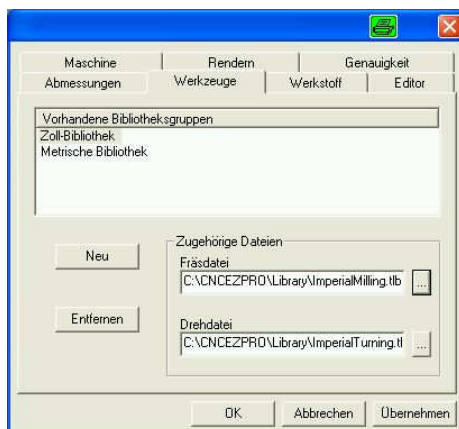 Maschine Rendern Genauigkeit
Abmessungen Werkzeuge Werkstoff Editor
Vorhandene Bibliotheksgruppen
Zoll-Bibliothek
Metrische Bibliothek
Neu
Entfernen
Zugehörige Dateien
Fräsdatei
C:\CNCEZPRO\Library\ImperialMilling.tlb ...
Drehdatei
C:\CNCEZPRO\Library\ImperialTurning.tl ...
OK Abbrechen Übernehmen